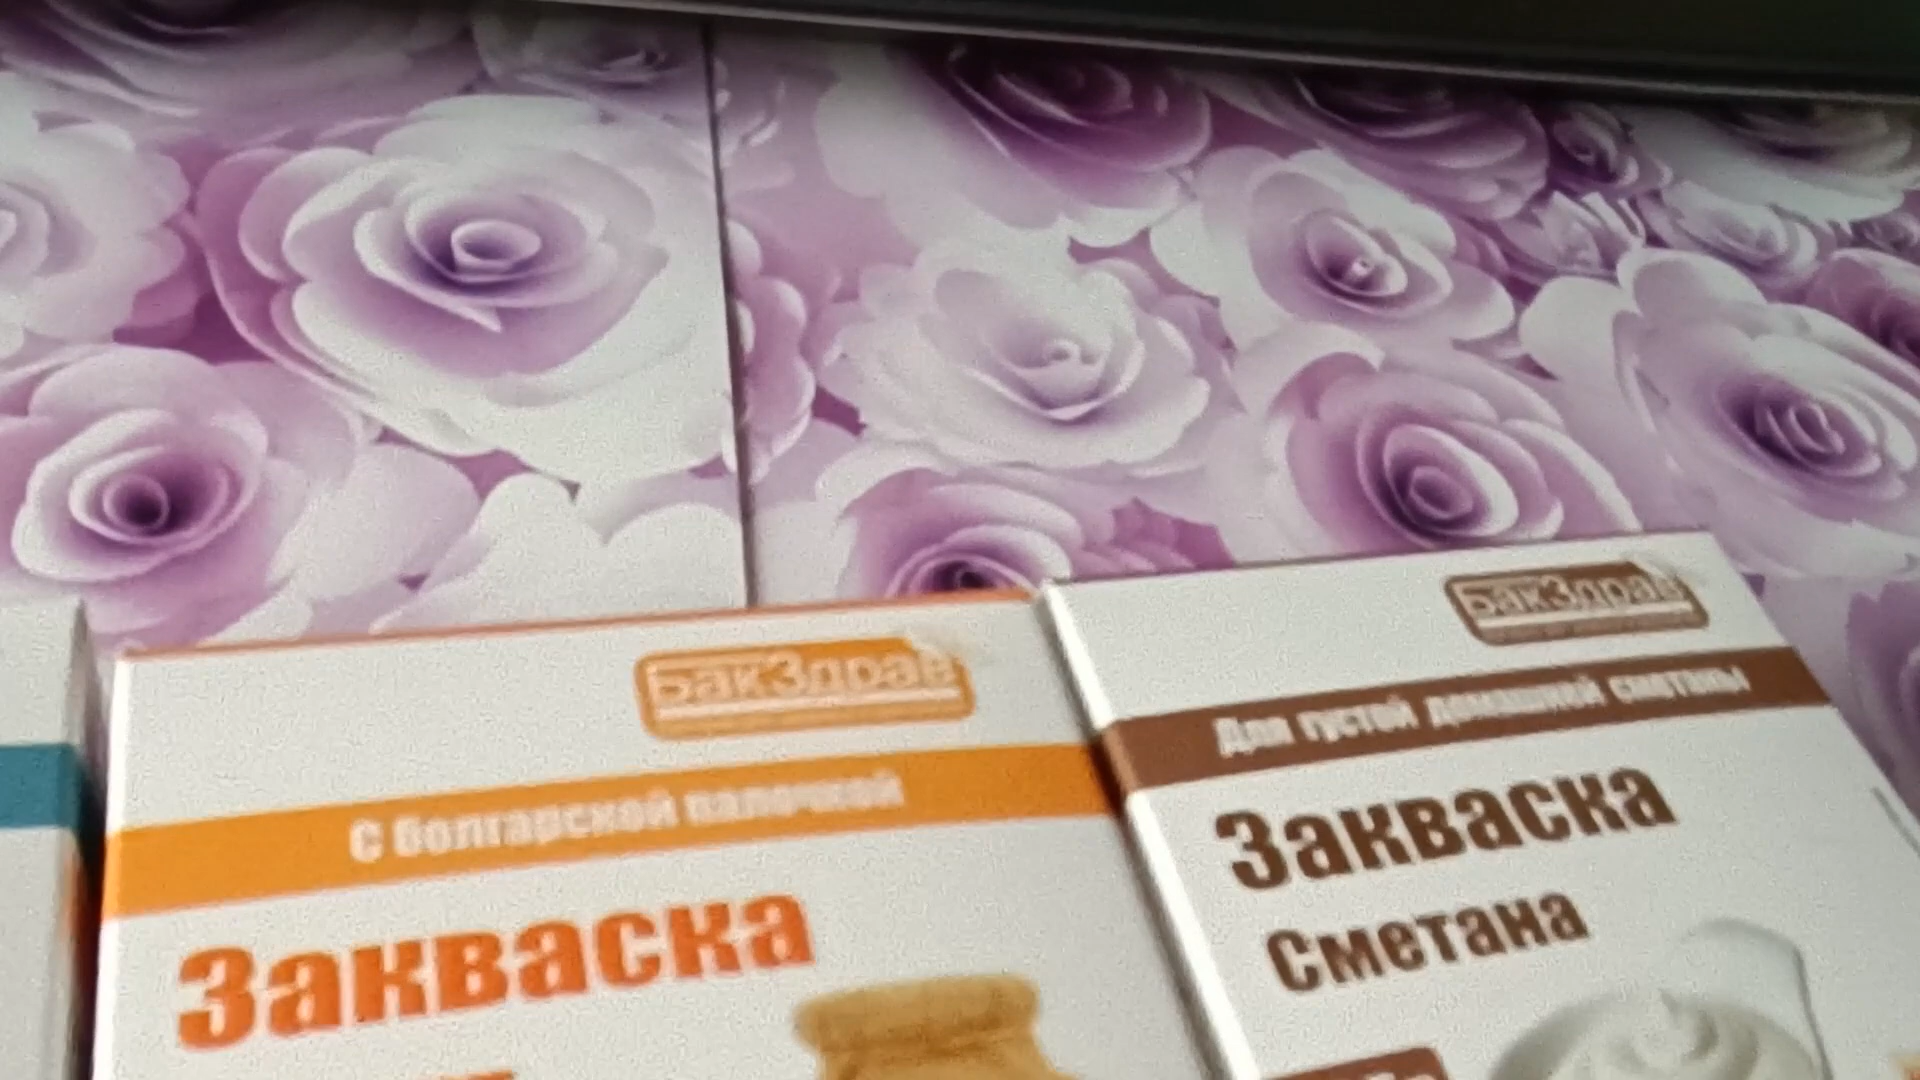 БакЗдрав
С болгарской палочкой
Закваска
БакЗдрав
Для густой домашней сметаны
Закваска
Сметана